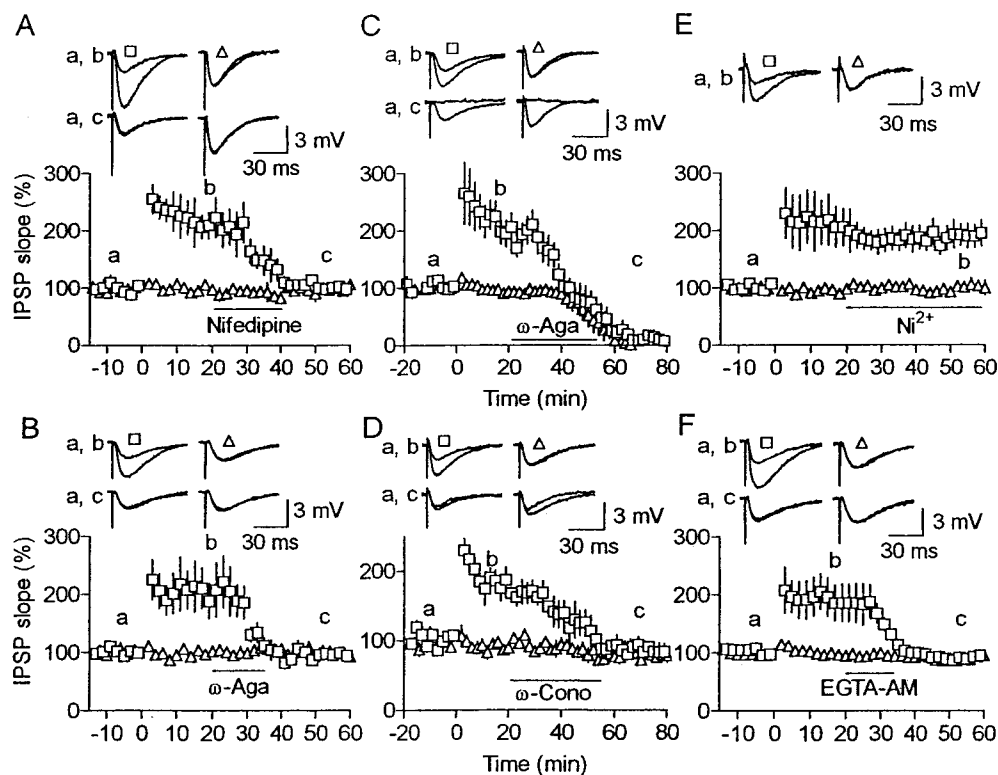 A
a, b
a, c
3 mV
30 ms
IPSP slope (%)
300
200
100
0
a
b
c
Nifedipine
-10 0 10 20 30 40 50 60
C
a, b
a, c
3 mV
30 ms
300
200
100
0
a
b
c
ω-Aga
-20 0 20 40 60 80
Time (min)
E
a, b
3 mV
30 ms
300
200
100
0
a
b
Ni2+
-10 0 10 20 30 40 50 60
B
a, b
a, c
3 mV
30 ms
IPSP slope (%)
300
200
100
0
a
b
c
ω-Aga
-10 0 10 20 30 40 50 60
D
a, b
a, c
3 mV
30 ms
200
100
0
a
b
c
ω-Cono
-20 0 20 40 60 80
Time (min)
F
a, b
a, c
3 mV
30 ms
300
200
100
0
a
b
c
EGTA-AM
-10 0 10 20 30 40 50 60